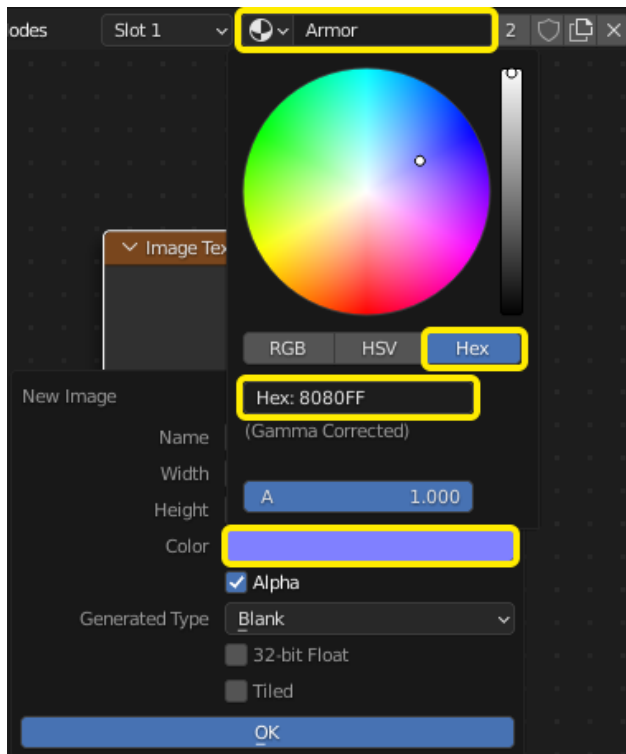 odes Slot 1 Armor 2
Image Tex
RGB HSV Hex
New Image
Hex: 8080FF
Name (Gamma Corrected)
Width
Height A 1.000
Color
Alpha
Generated Type Blank
32-bit Float
Tiled
OK